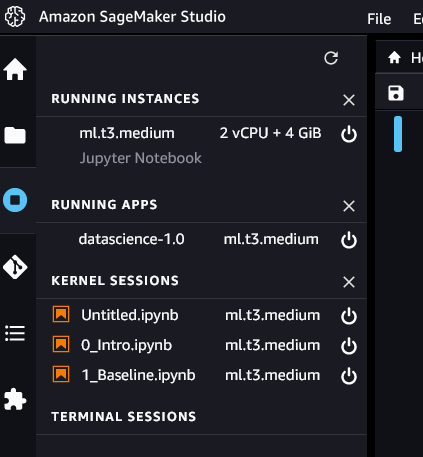 Amazon SageMaker Studio
File
RUNNING INSTANCES
ml.t3.medium 2 vCPU + 4 GiB
Jupyter Notebook
RUNNING APPS
datascience-1.0 ml.t3.medium
KERNEL SESSIONS
Untitled.ipynb ml.t3.medium
0_Intro.ipynb ml.t3.medium
1_Baseline.ipynb ml.t3.medium
TERMINAL SESSIONS